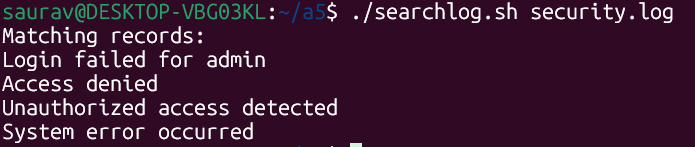 saurav@DESKTOP-VBG03KL:~/a5$ ./searchlog.sh security.log
Matching records:
Login failed for admin
Access denied
Unauthorized access detected
System error occurred